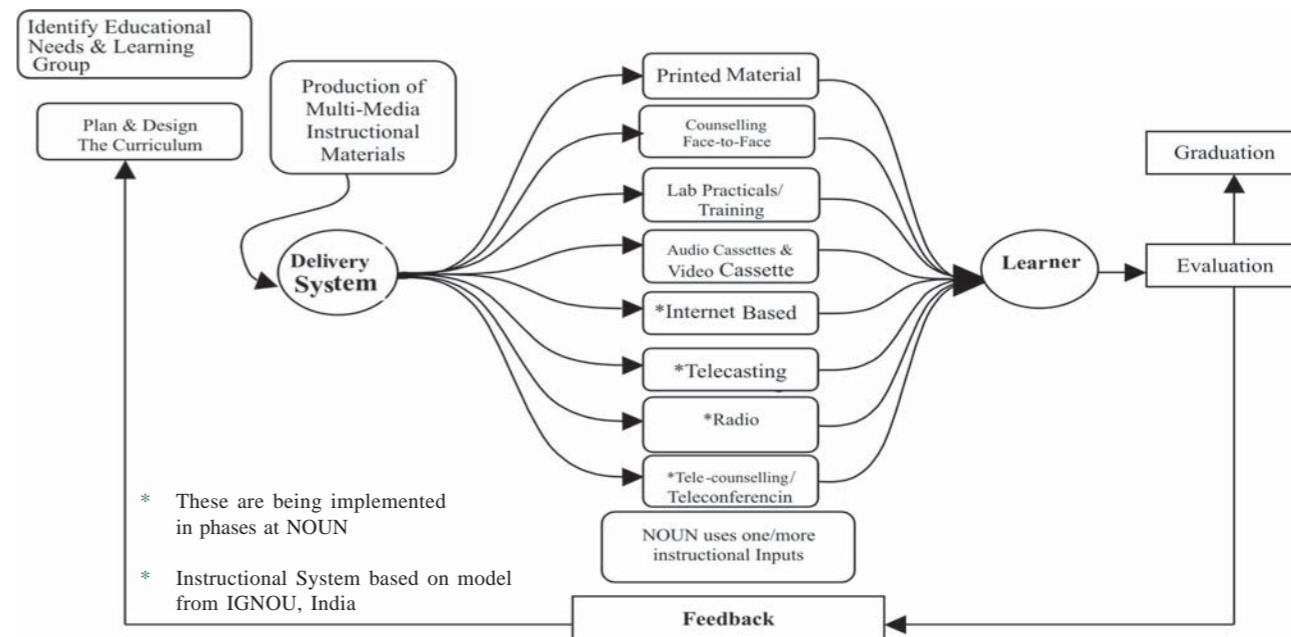 Identify Educational
Needs & Learning
Group
Plan & Design
The Curriculum
Production of
Multi-Media
Instructional
Materials
Delivery
System
Printed Material
Counselling
Face-to-Face
Lab Practicals/
Training
Audio Cassettes &
Video Cassette
*Internet Based
*Telecasting
*Radio
*Tele-counselling/
Teleconferencin
NOUN uses one/more
instructional Inputs
Learner
Graduation
Evaluation
* These are being implemented
in phases at NOUN
* Instructional System based on model
from IGNOU, India
Feedback